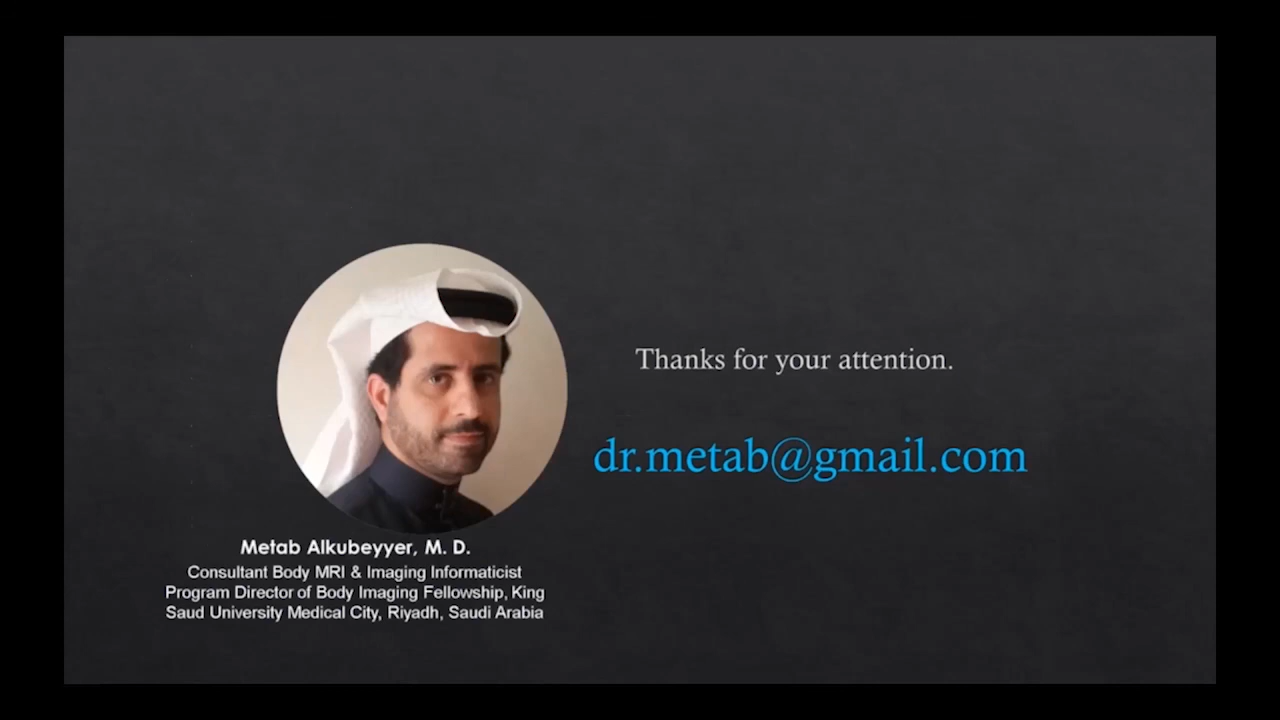 Thanks for your attention.
dr.metab@gmail.com
Metab Alkubeyyer, M. D.
Consultant Body MRI & Imaging Informaticist
Program Director of Body Imaging Fellowship, King
Saud University Medical City, Riyadh, Saudi Arabia